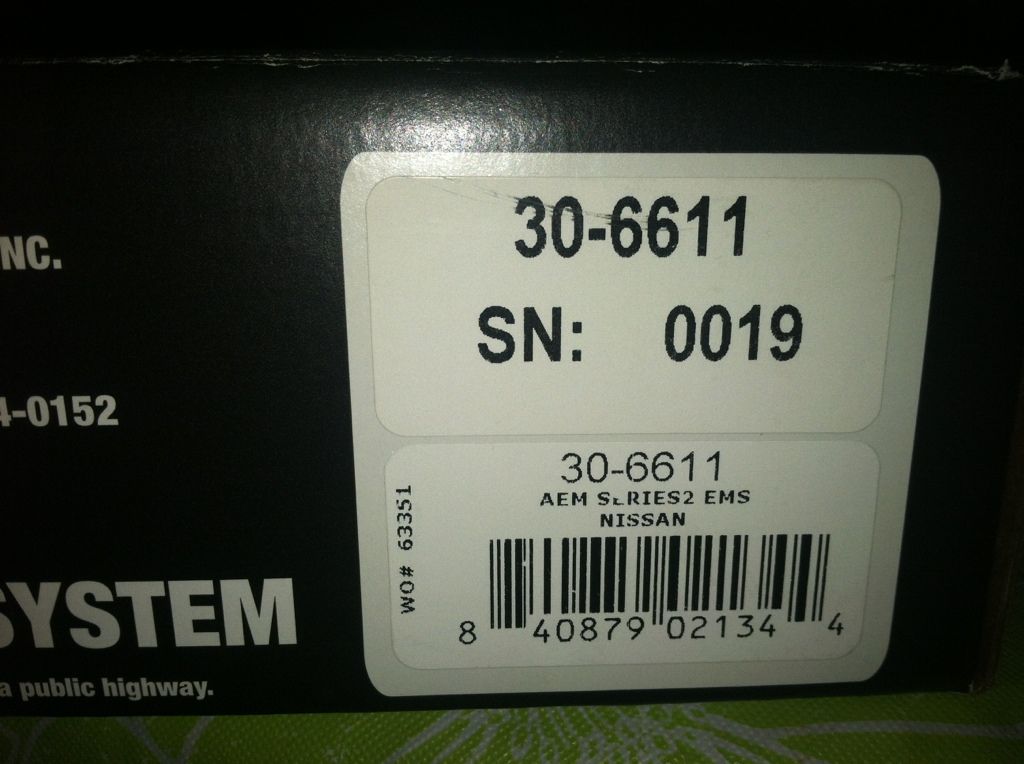 NC.
4-0152
SYSTEM
a public highway.
30-6611
SN: 0019
30-6611
AEM SERIES2 EMS
NISSAN
WO# 63351
8 40879 02134 4